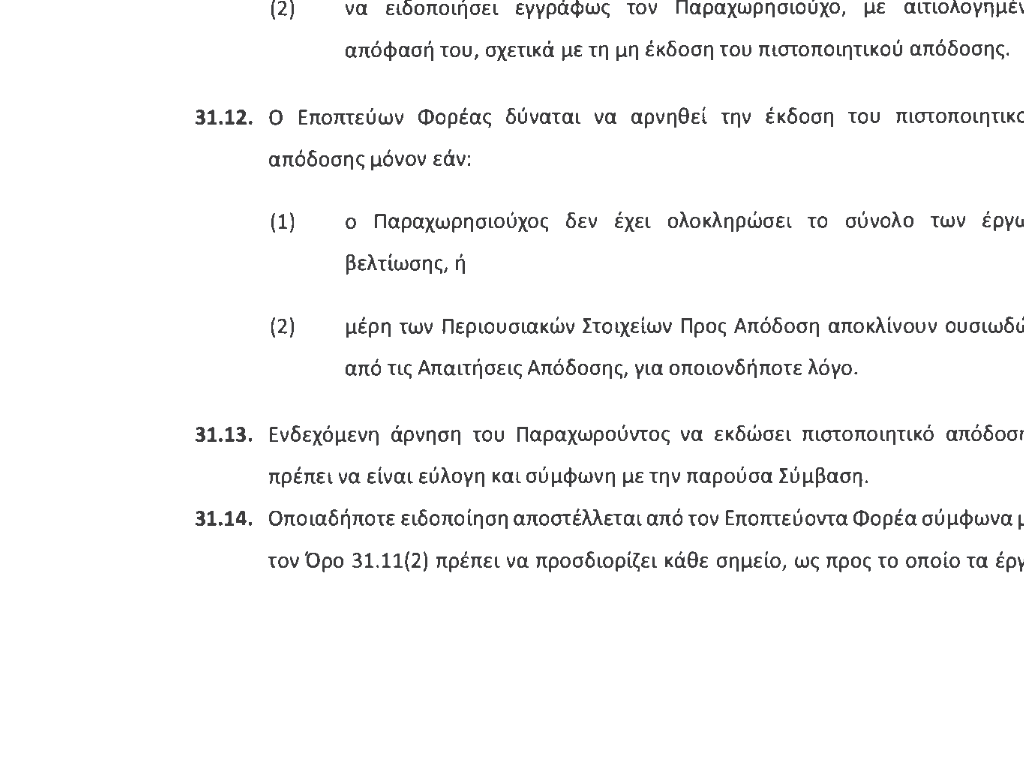 (2) να ειδοποιήσει εγγράφως τον Παραχωρησιούχο, με αιτιολογημέν
απόφασή του, σχετικά με τη μη έκδοση του πιστοποιητικού απόδοσης.
31.12. Ο Εποπτεύων Φορέας δύναται να αρνηθεί την έκδοση του πιστοποιητικο
απόδοσης μόνον εάν:
(1) ο Παραχωρησιούχος δεν έχει ολοκληρώσει το σύνολο των έργω
βελτίωσης, ή
(2) μέρη των Περιουσιακών Στοιχείων Προς Απόδοση αποκλίνουν ουσιωδώ
από τις Απαιτήσεις Απόδοσης, για οποιονδήποτε λόγο.
31.13. Ενδεχόμενη άρνηση του Παραχωρούντος να εκδώσει πιστοποιητικό απόδοση
πρέπει να είναι εύλογη και σύμφωνη με την παρούσα Σύμβαση.
31.14. Οποιαδήποτε ειδοποίηση αποστέλλεται από τον Εποπτεύοντα Φορέα σύμφωνα μ
τον Όρο 31.11(2) πρέπει να προσδιορίζει κάθε σημείο, ως προς το οποίο τα έργ